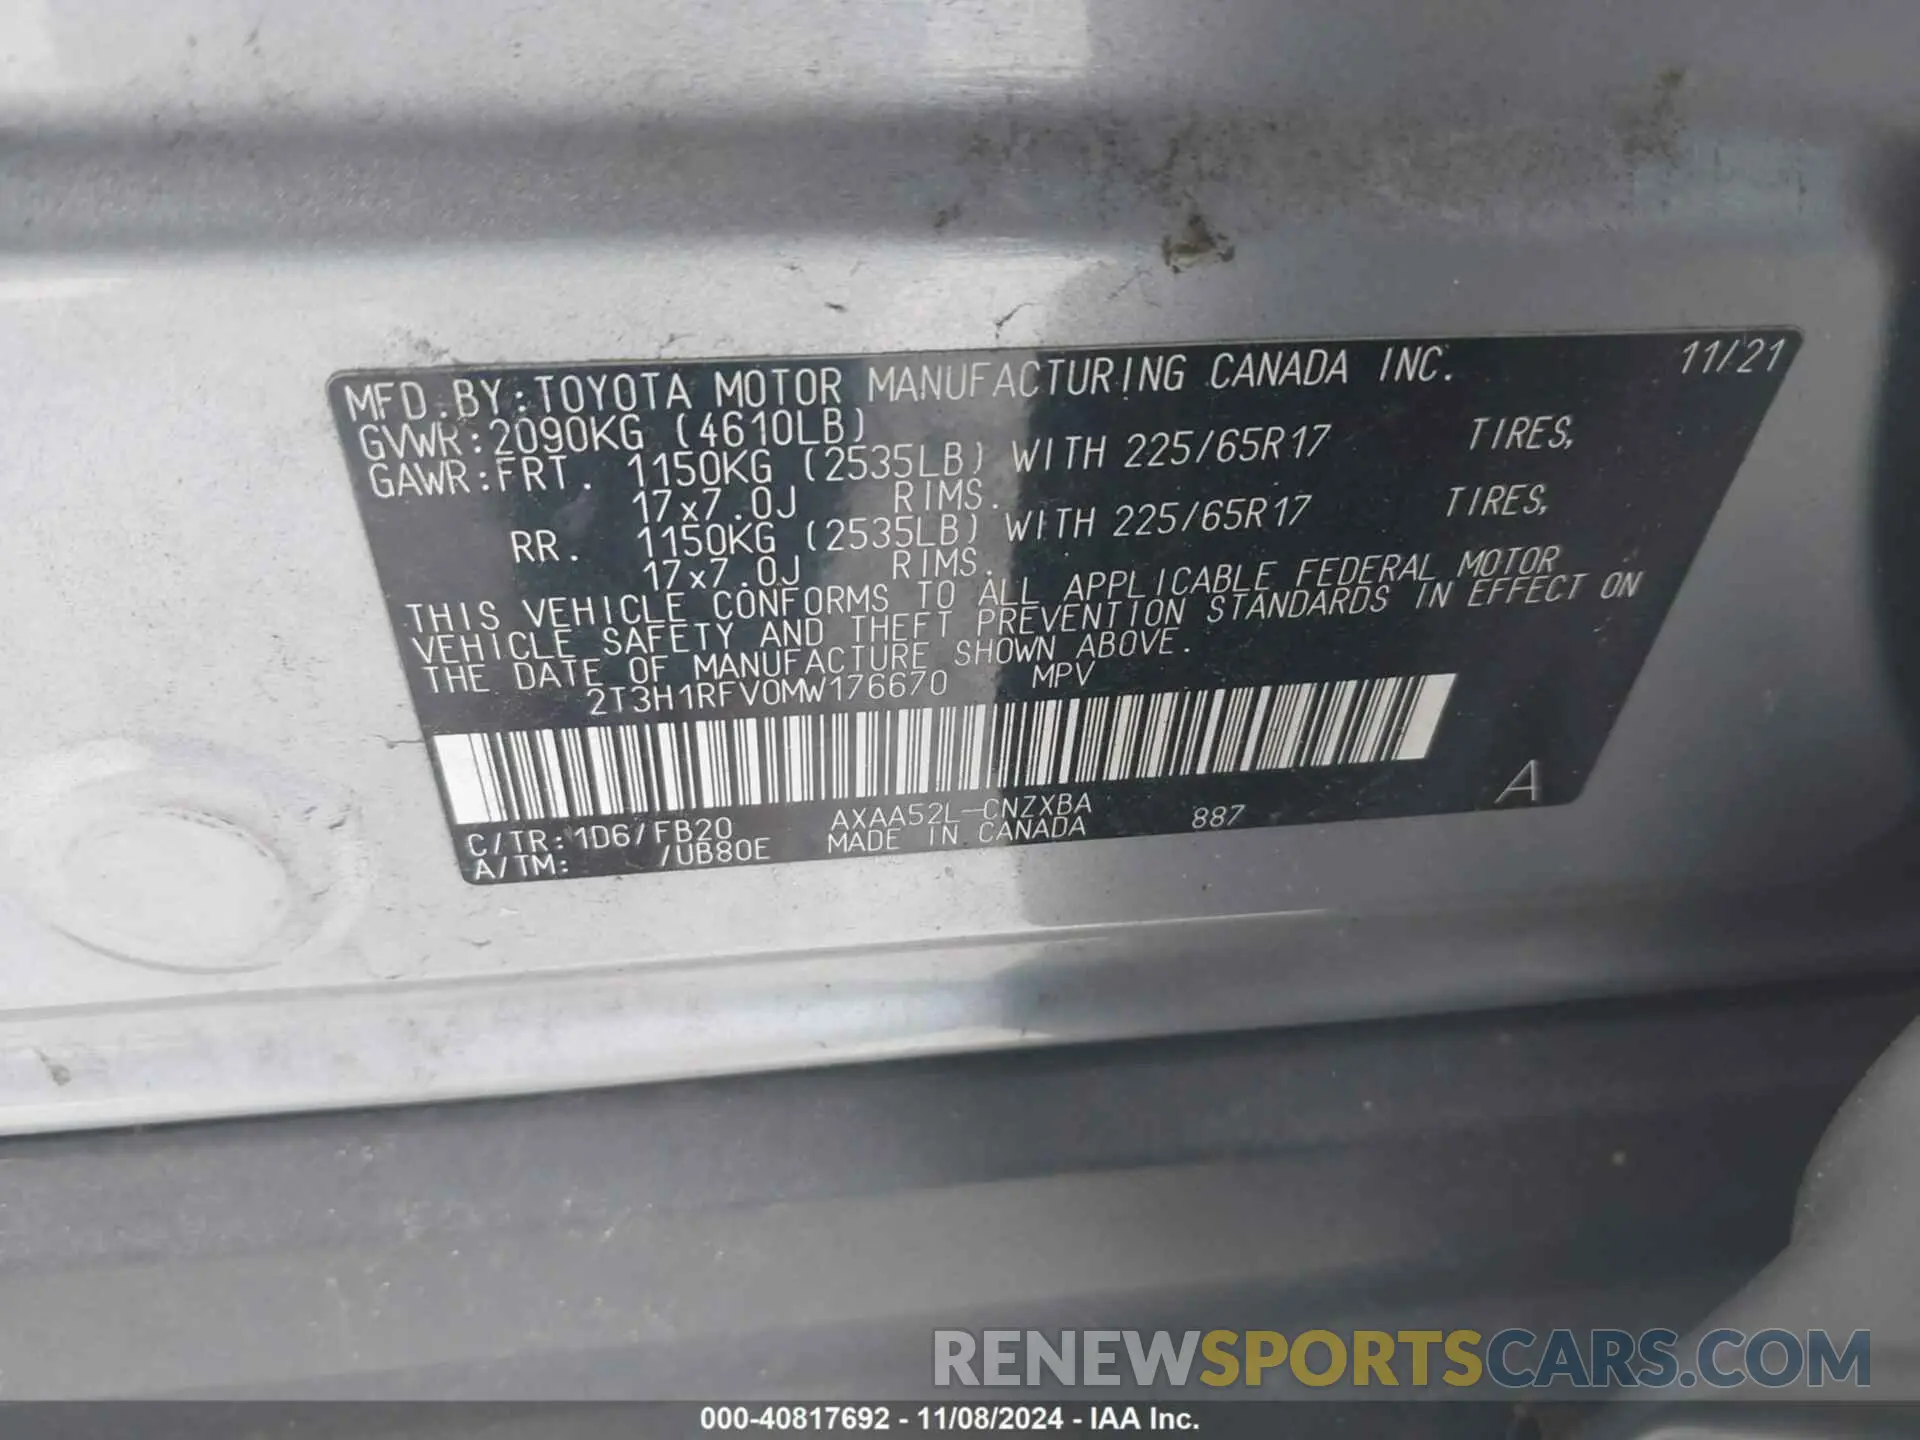 MFD.BY:TOYOTA MOTOR MANUFACTURING CANADA INC. 11/21
GVWR:2090KG (4610LB)
GAWR:FRT. 1150KG (2535LB) WITH 225/65R17 TIRES,
17x7.0J RIMS.
RR. 1150KG (2535LB) WITH 225/65R17 TIRES,
17x7.0J RIMS.
THIS VEHICLE CONFORMS TO ALL APPLICABLE FEDERAL MOTOR
VEHICLE SAFETY AND THEFT PREVENTION STANDARDS IN EFFECT ON
THE DATE OF MANUFACTURE SHOWN ABOVE.
2T3H1RFV0MW176670 MPV
C/TR:1D6/FB20 AXAA52L-CNZXBA 887 A
A/TM: /UB80E MADE IN CANADA
RENEWSPORTSCARS.COM
000-40817692 - 11/08/2024 - IAA Inc.